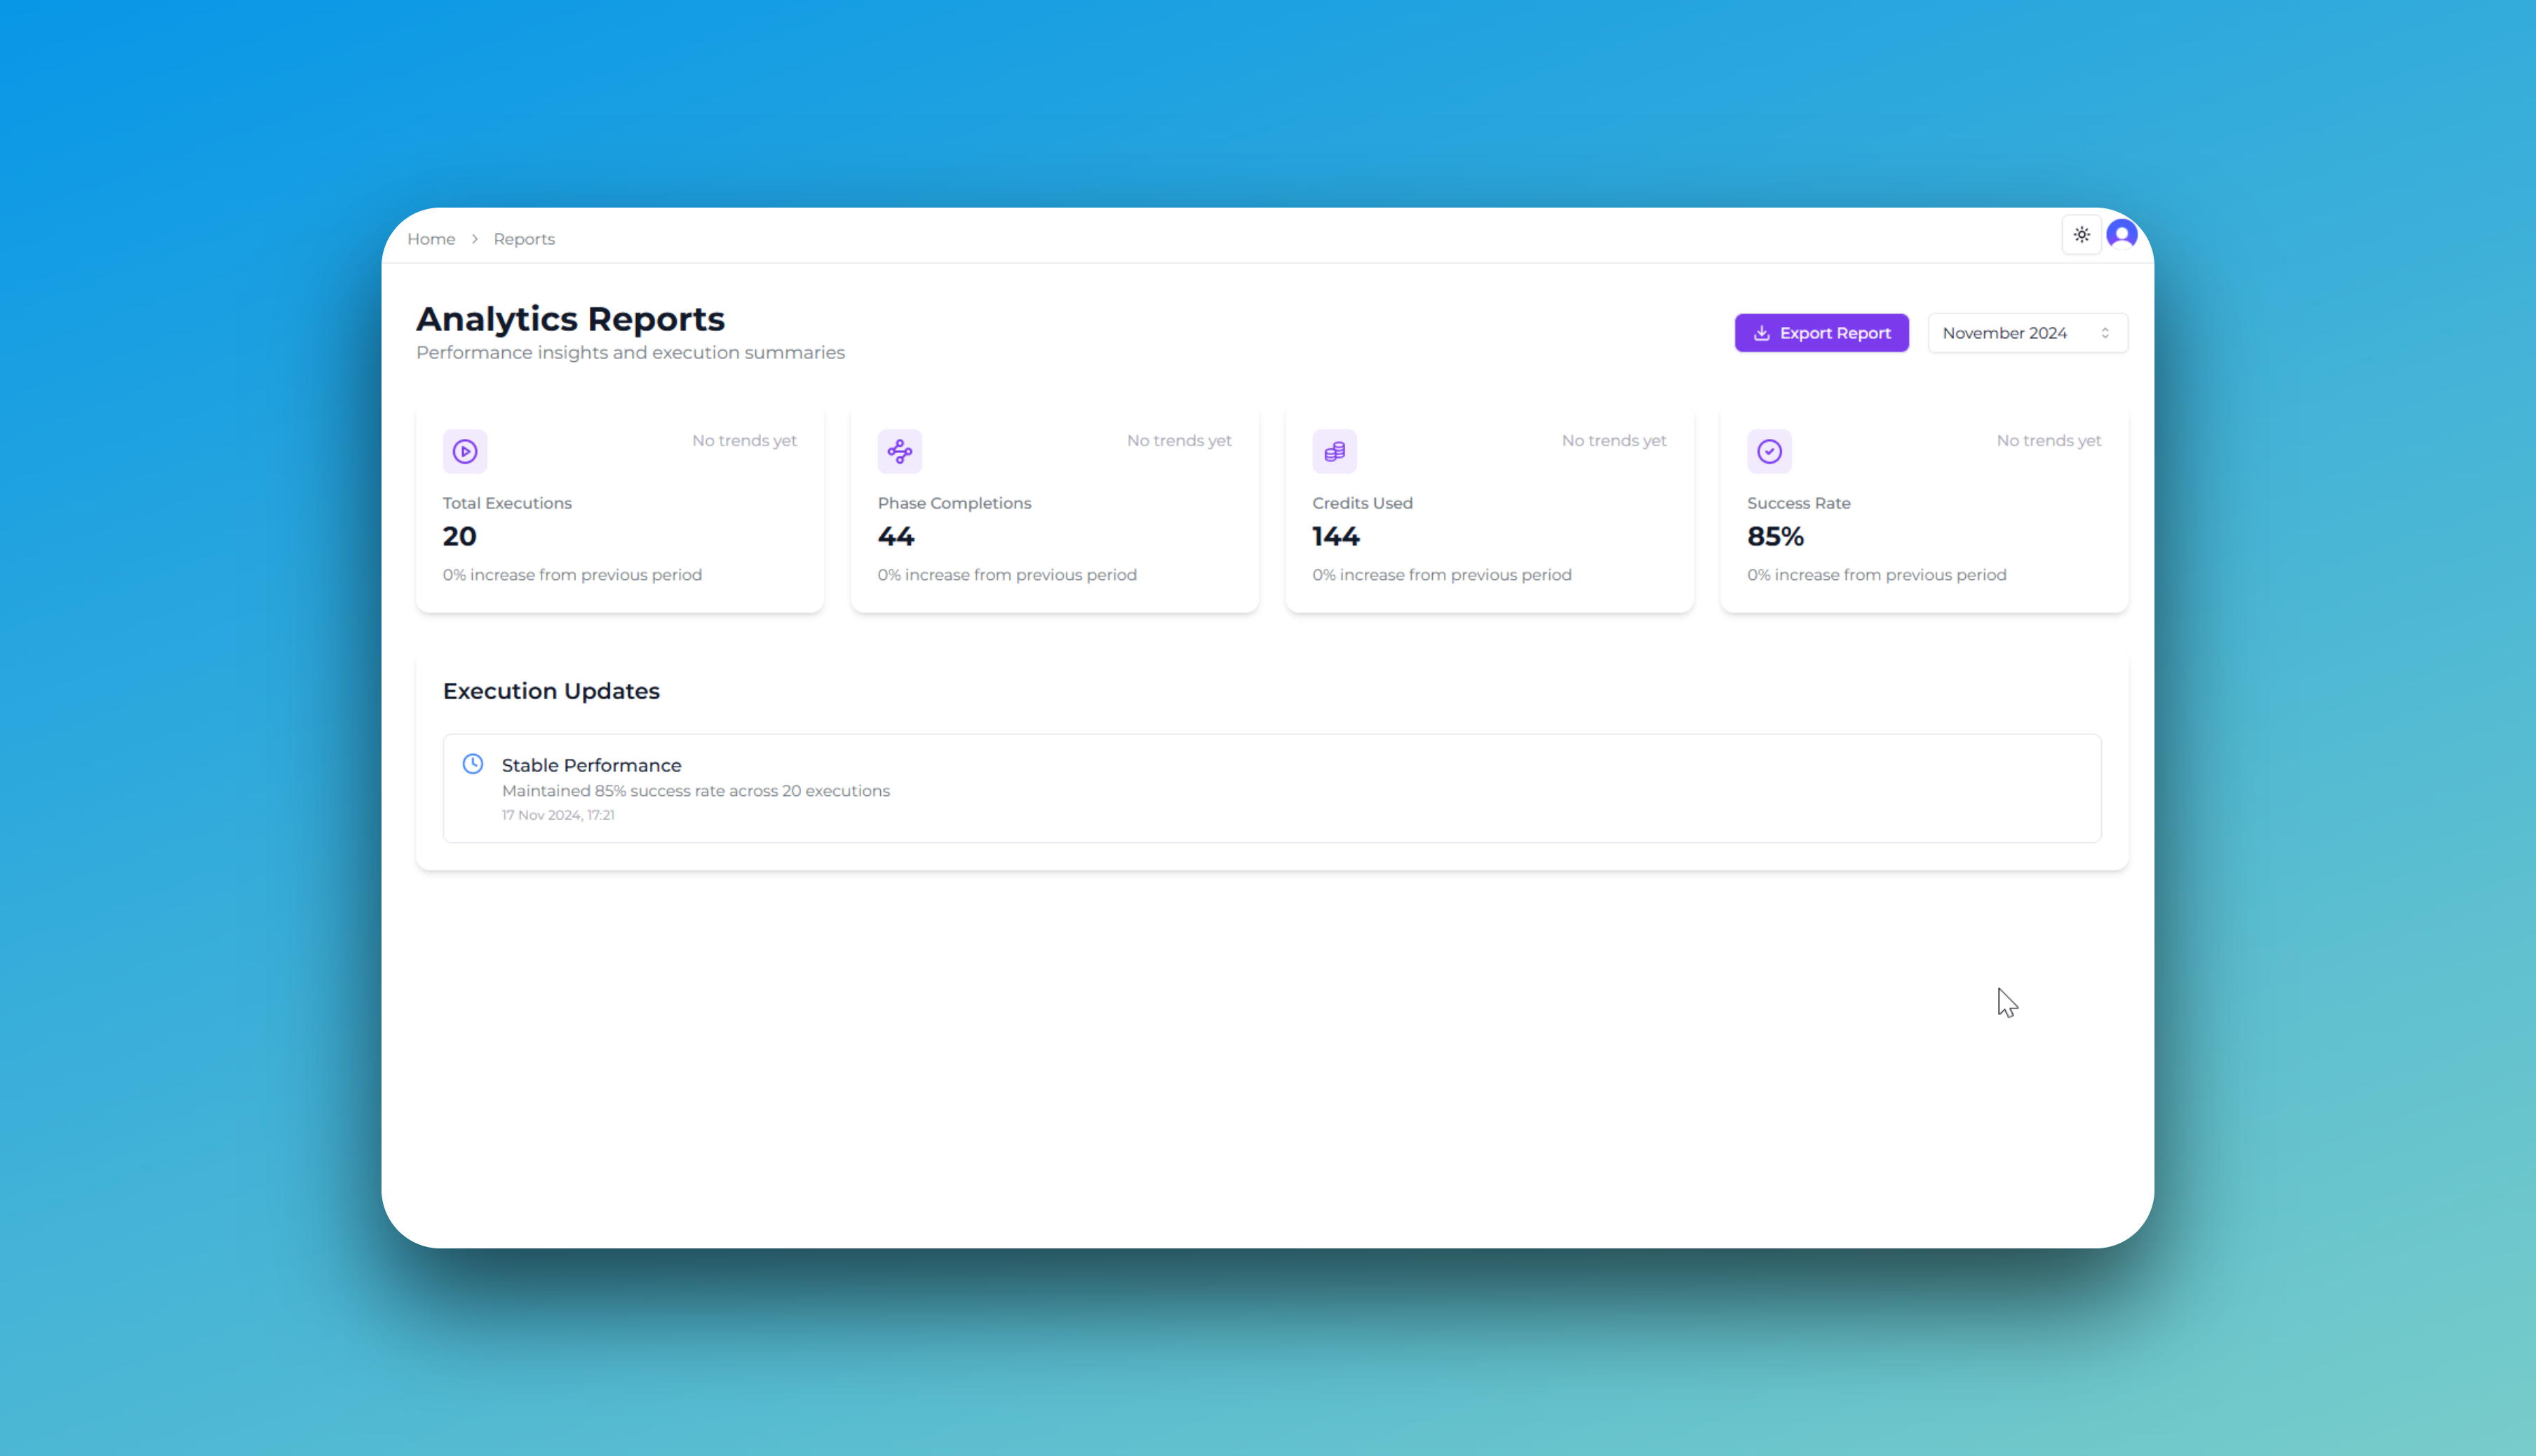 Home > Reports
Analytics Reports
Performance insights and execution summaries
Export Report
November 2024
No trends yet
Total Executions
20
0% increase from previous period
No trends yet
Phase Completions
44
0% increase from previous period
No trends yet
Credits Used
144
0% increase from previous period
No trends yet
Success Rate
85%
0% increase from previous period
Execution Updates
Stable Performance
Maintained 85% success rate across 20 executions
17 Nov 2024, 17:21